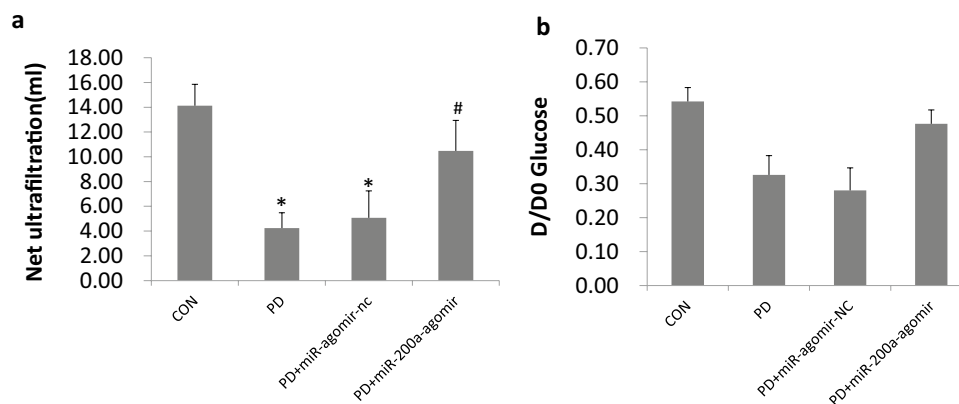 a
Net ultrafiltration(ml)
18.00
16.00
14.00
12.00
10.00
8.00
6.00
4.00
2.00
0.00
*
*
#
CON
PD
PD+miR-agomir-nc
PD+miR-200a-agomir
b
D/D0 Glucose
0.70
0.60
0.50
0.40
0.30
0.20
0.10
0.00
CON
PD
PD+miR-agomir-NC
PD+miR-200a-agomir